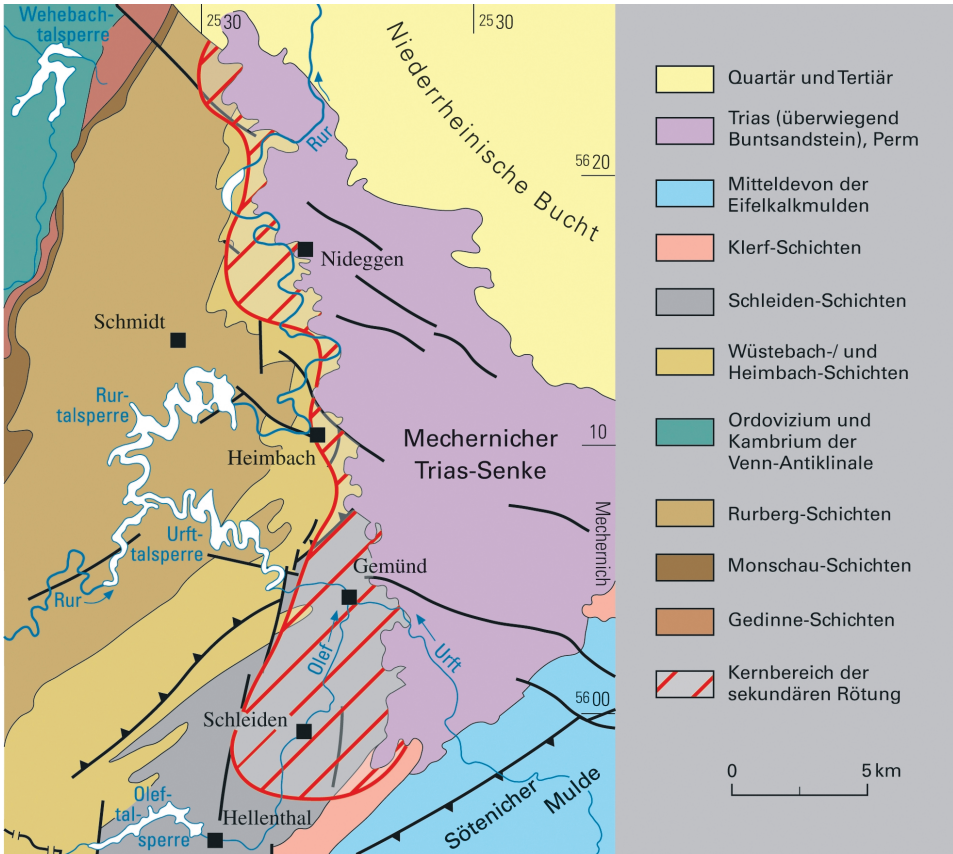 Wehebach-
talsperre
25 30
25 30
Niederrheinische Bucht
Rur
56 20
Nideggen
Schmidt
Rur-
talsperre
Heimbach
Mechernicher
Trias-Senke
10
Mechernich
Urft-
talsperre
Gemünd
Rur
Olef
Urft
Schleiden
56 00
Olef-
tal-
sperre
Hellenthal
Sötenicher
Mulde
Quartär und Tertiär
Trias (überwiegend
Buntsandstein), Perm
Mitteldevon der
Eifelkalkmulden
Klerf-Schichten
Schleiden-Schichten
Wüstebach-/ und
Heimbach-Schichten
Ordovizium und
Kambrium der
Venn-Antiklinale
Rurberg-Schichten
Monschau-Schichten
Gedinne-Schichten
Kernbereich der
sekundären Rötung
0 5 km